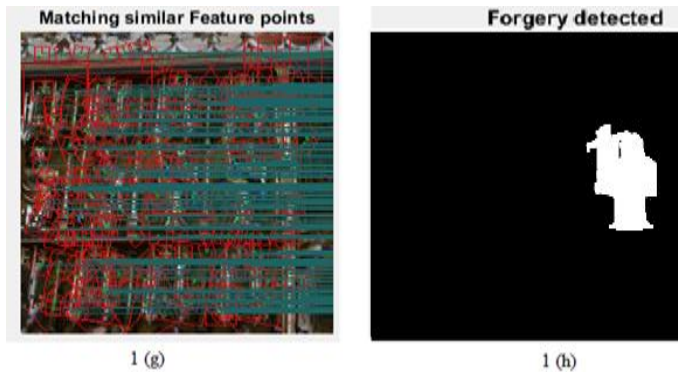 Matching similar Feature points
Forgery detected
1 (g)
1 (h)